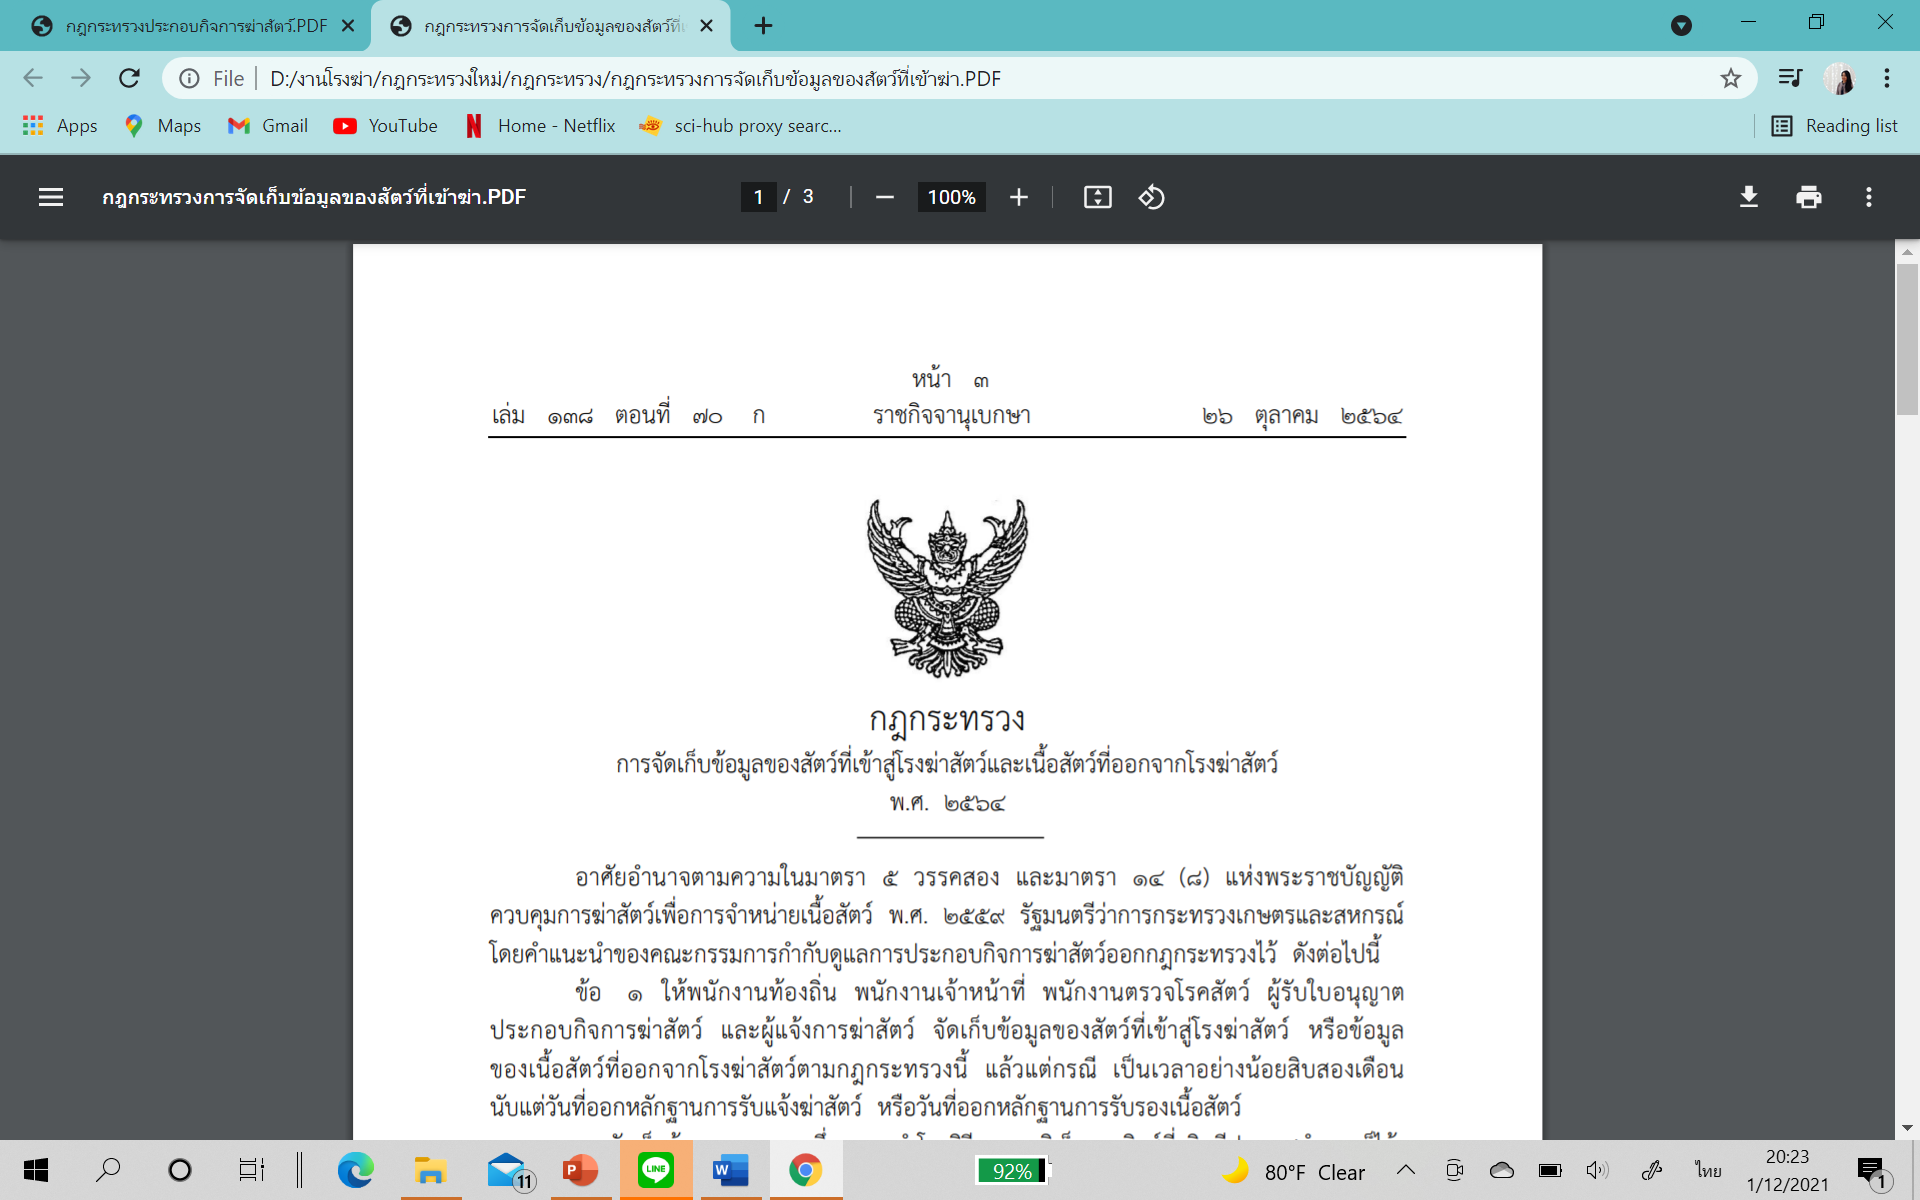 กฎกระทรวงประกอบกิจการฆ่าสัตว์.PDF
กฎกระทรวงการจัดเก็บข้อมูลของสัตว์ที่เ
File
D:/งานโรงฆ่า/กฎกระทรวงใหม่/กฎกระทรวง/กฎกระทรวงการจัดเก็บข้อมูลของสัตว์ที่เข้าฆ่า.PDF
Apps Maps Gmail YouTube Home - Netflix sci-hub proxy searc... Reading list
กฎกระทรวงการจัดเก็บข้อมูลของสัตว์ที่เข้าฆ่า.PDF 1 / 3 100%
หน้า ๓
เล่ม ๑๓๘ ตอนที่ ๗๐ ก ราชกิจจานุเบกษา ๒๖ ตุลาคม ๒๕๖๔
กฎกระทรวง
การจัดเก็บข้อมูลของสัตว์ที่เข้าสู่โรงฆ่าสัตว์และเนื้อสัตว์ที่ออกจากโรงฆ่าสัตว์
พ.ศ. ๒๕๖๔
อาศัยอำนาจตามความในมาตรา ๕ วรรคสอง และมาตรา ๑๔ (๘) แห่งพระราชบัญญัติ
ควบคุมการฆ่าสัตว์เพื่อการจำหน่ายเนื้อสัตว์ พ.ศ. ๒๕๕๙ รัฐมนตรีว่าการกระทรวงเกษตรและสหกรณ์
โดยคำแนะนำของคณะกรรมการกำกับดูแลการประกอบกิจการฆ่าสัตว์ออกกฎกระทรวงไว้ ดังต่อไปนี้
ข้อ ๑ ให้พนักงานท้องถิ่น พนักงานเจ้าหน้าที่ พนักงานตรวจโรคสัตว์ ผู้รับใบอนุญาต
ประกอบกิจการฆ่าสัตว์ และผู้แจ้งการฆ่าสัตว์ จัดเก็บข้อมูลของสัตว์ที่เข้าสู่โรงฆ่าสัตว์ หรือข้อมูล
ของเนื้อสัตว์ที่ออกจากโรงฆ่าสัตว์ตามกฎกระทรวงนี้ แล้วแต่กรณี เป็นเวลาอย่างน้อยสิบสองเดือน
นับแต่วันที่ออกหลักฐานการรับแจ้งฆ่าสัตว์ หรือวันที่ออกหลักฐานการรับรองเนื้อสัตว์
11 P LINE W 92% 80°F Clear ไทย 20:23
1/12/2021 1